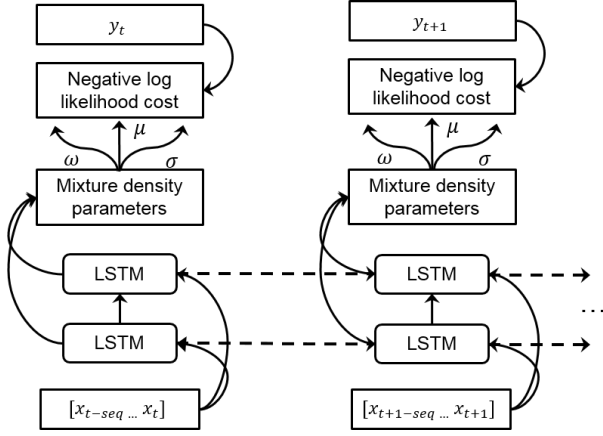 y_t
y_{t+1}
Negative log
likelihood cost
Negative log
likelihood cost
ω
μ
σ
ω
μ
σ
Mixture density
parameters
Mixture density
parameters
LSTM
LSTM
LSTM
LSTM
...
[x_{t-seq} ... x_t]
[x_{t+1-seq} ... x_{t+1}]